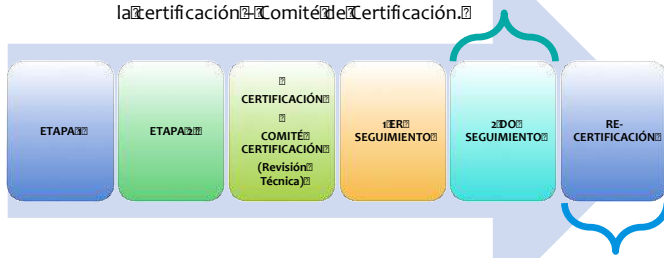 la certificación – Comité de Certificación.
ETAPA 1
ETAPA 2
CERTIFICACIÓN
COMITÉ
CERTIFICACIÓN
(Revisión
Técnica)
1ER
SEGUIMIENTO
2DO
SEGUIMIENTO
RE-
CERTIFICACIÓN